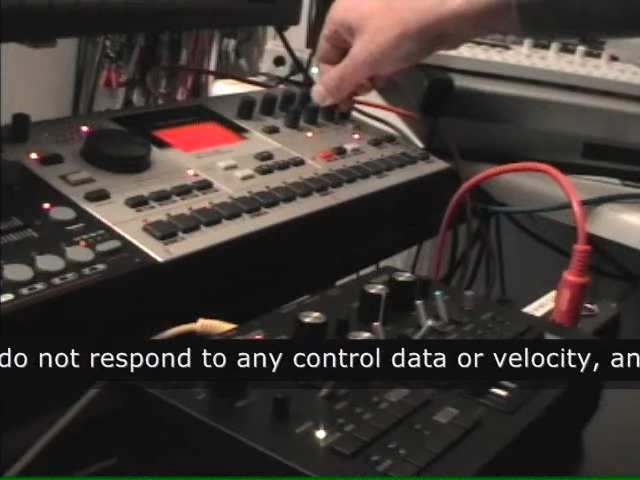 do not respond to any control data or velocity, an